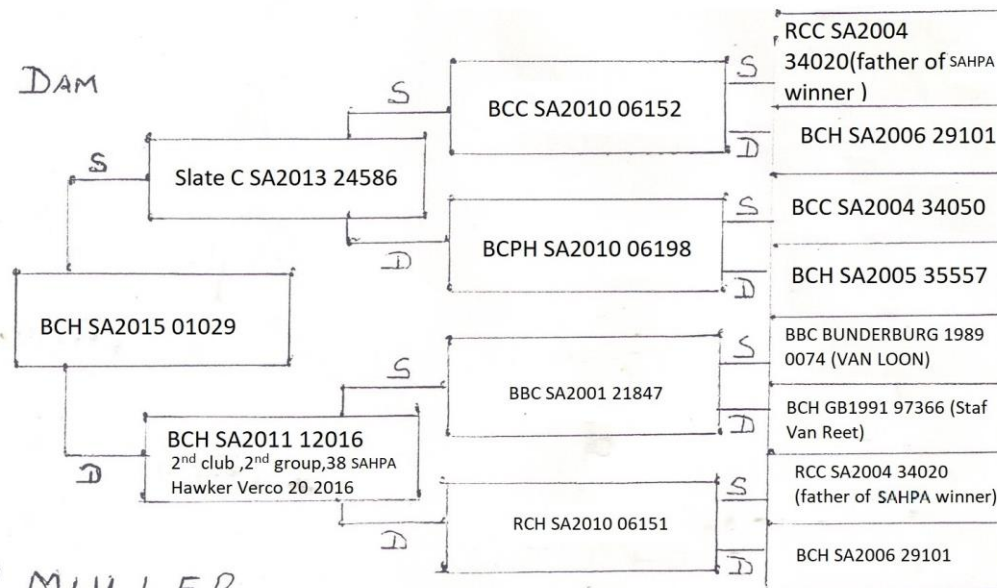 DAM
S
Slate C SA2013 24586
D
BCH SA2015 01029
S
D
BCH SA2011 12016
2nd club ,2nd group,38 SAHPA
Hawker Verco 20 2016
S
D
BCC SA2010 06152
S
D
BCPH SA2010 06198
S
D
BBC SA2001 21847
S
D
RCH SA2010 06151
S
D
RCC SA2004
34020(father of SAHPA
winner )
BCH SA2006 29101
BCC SA2004 34050
BCH SA2005 35557
BBC BUNDERBURG 1989
0074 (VAN LOON)
BCH GB1991 97366 (Staf
Van Reet)
RCC SA2004 34020
(father of SAHPA winner)
BCH SA2006 29101